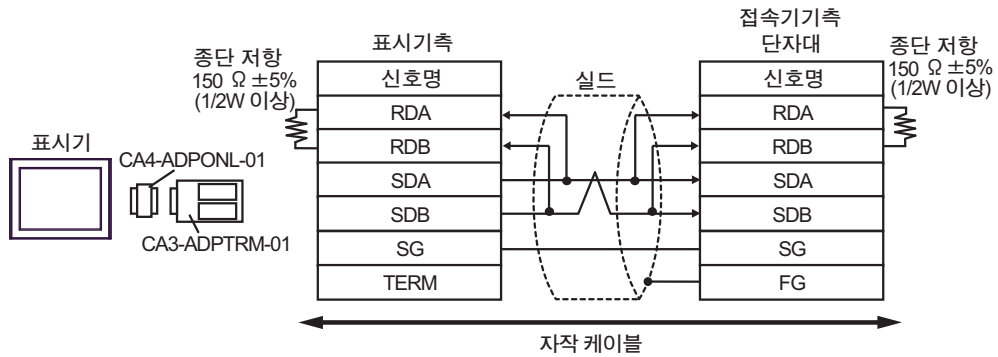 종단 저항
150 Ω ±5%
(1/2W 이상)
표시기측
신호명
RDA
RDB
SDA
SDB
SG
TERM
실드
접속기기측
단자대
신호명
RDA
RDB
SDA
SDB
SG
FG
종단 저항
150 Ω ±5%
(1/2W 이상)
표시기
CA4-ADPONL-01
CA3-ADPTRM-01
자작 케이블